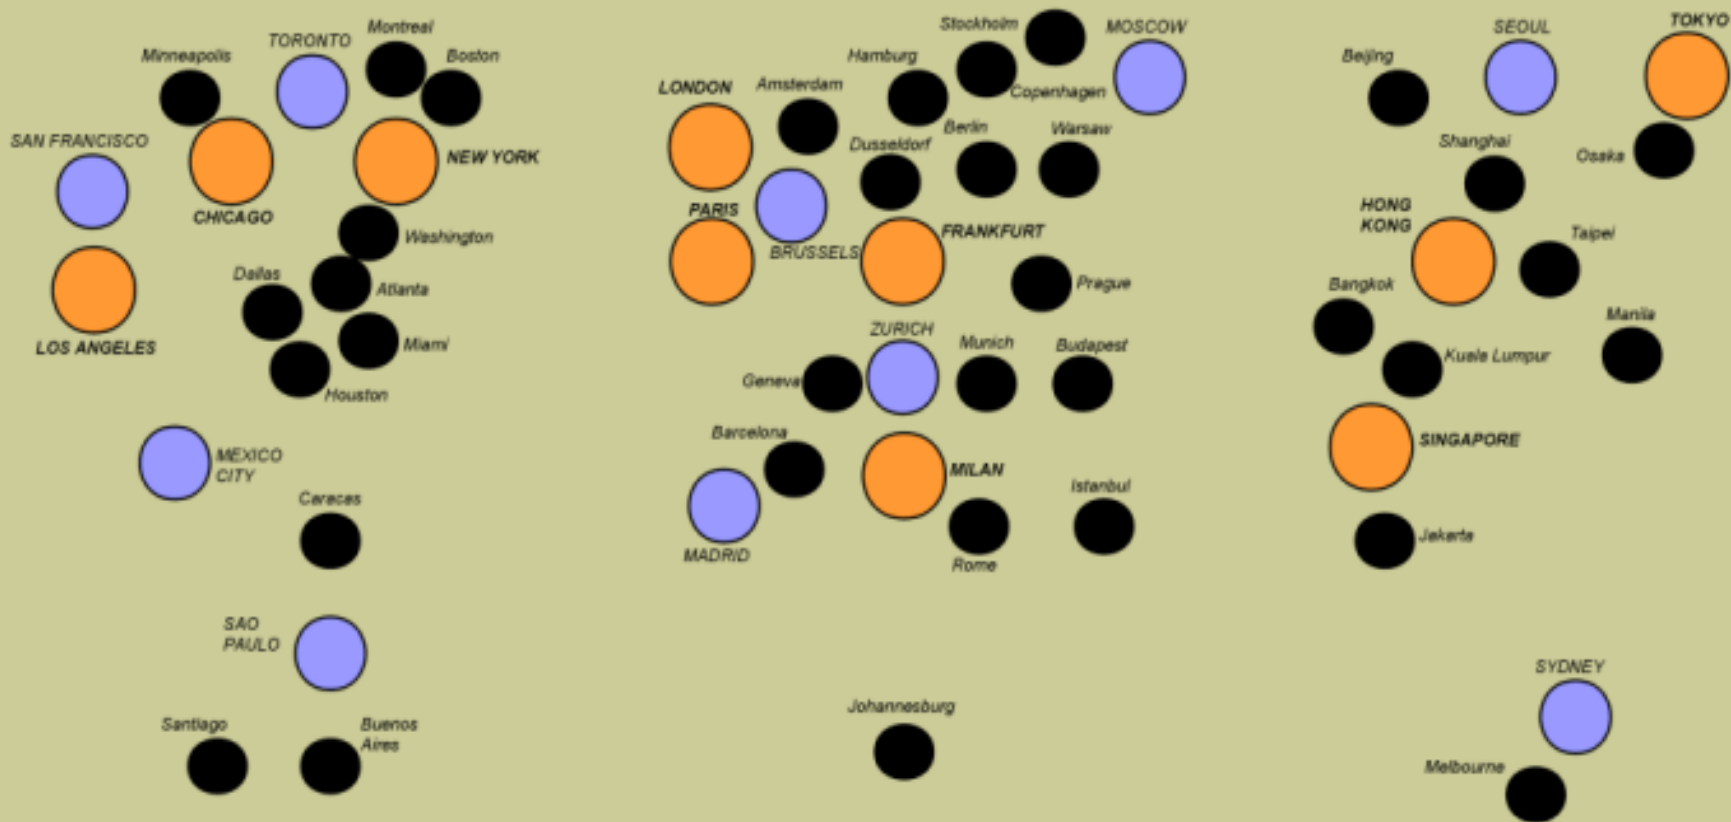 Montreal
Minneapolis
TORONTO
Boston
SAN FRANCISCO
NEW YORK
CHICAGO
Washington
Dallas
Atlanta
LOS ANGELES
Miami
Houston
MEXICO
CITY
Caracas
SAO
PAULO
Santiago
Buenos
Aires
Stockholm
MOSCOW
Hamburg
LONDON
Amsterdam
Copenhagen
Berlin
Warsaw
Dusseldorf
PARIS
FRANKFURT
BRUSSELS
Prague
ZURICH
Munich
Budapest
Geneva
Barcelona
MILAN
Istanbul
MADRID
Rome
Johannesburg
TOKYO
SEOUL
Beijing
Shanghai
Osaka
HONG
KONG
Taipei
Bangkok
Manila
Kuala Lumpur
SINGAPORE
Jakarta
SYDNEY
Melbourne